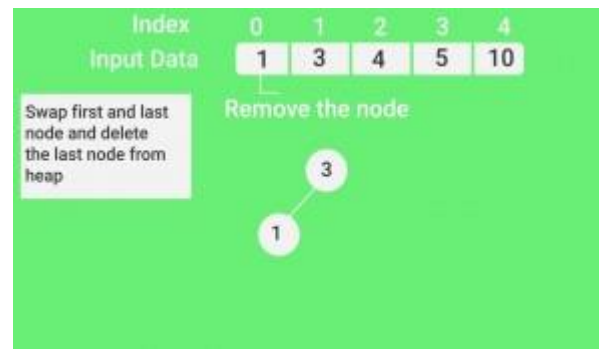 Index 0 1 2 3 4
Input Data 1 3 4 5 10
Swap first and last
node and delete
the last node from
heap
Remove the node
3
1